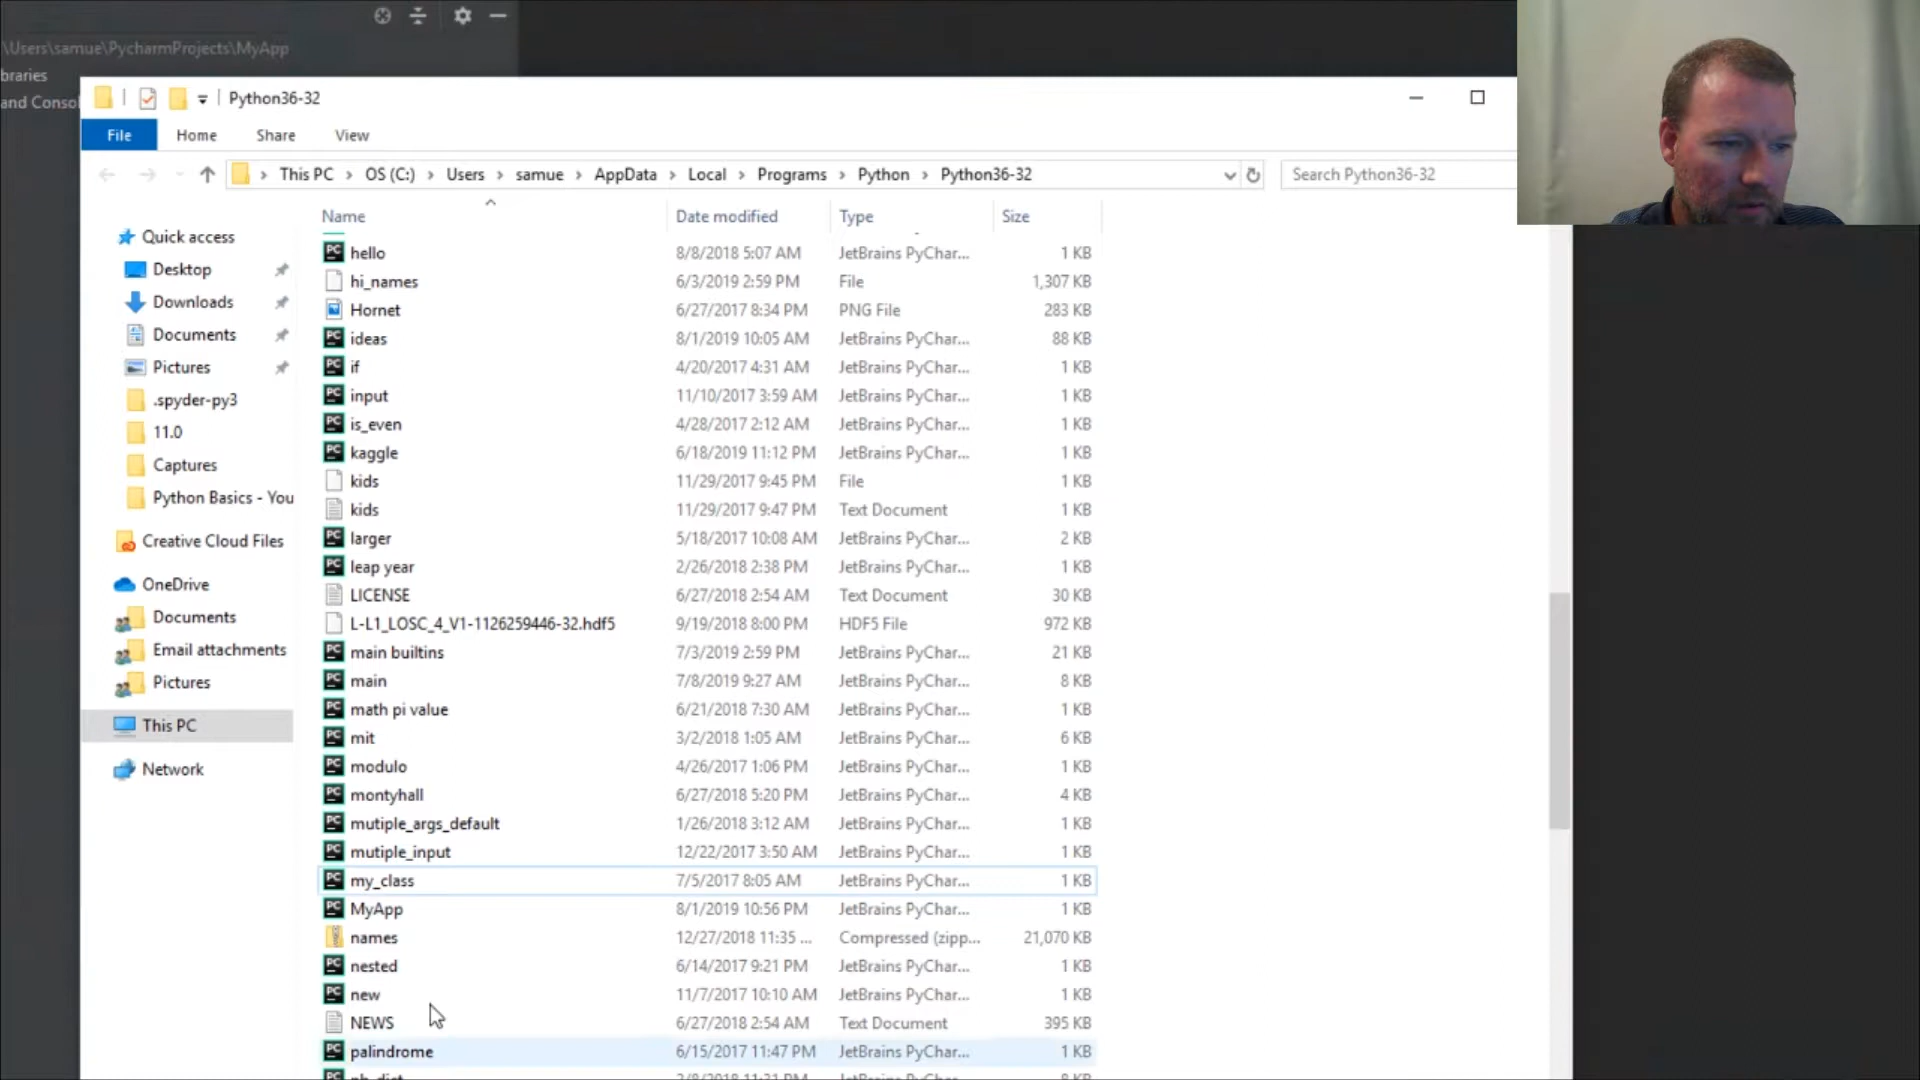 \Users\samue\PycharmProjects\MyApp
braries
and Consol
Python36-32
File Home Share View
This PC > OS (C:) > Users > samue > AppData > Local > Programs > Python > Python36-32
Search Python36-32
Name Date modified Type Size
Quick access
Desktop
Downloads
Documents
Pictures
.spyder-py3
11.0
Captures
Python Basics - You
Creative Cloud Files
OneDrive
Documents
Email attachments
Pictures
This PC
Network
hello 8/8/2018 5:07 AM JetBrains PyChar... 1 KB
hi_names 6/3/2019 2:59 PM File 1,307 KB
Hornet 6/27/2017 8:34 PM PNG File 283 KB
ideas 8/1/2019 10:05 AM JetBrains PyChar... 88 KB
if 4/20/2017 4:31 AM JetBrains PyChar... 1 KB
input 11/10/2017 3:59 AM JetBrains PyChar... 1 KB
is_even 4/28/2017 2:12 AM JetBrains PyChar... 1 KB
kaggle 6/18/2019 11:12 PM JetBrains PyChar... 1 KB
kids 11/29/2017 9:45 PM File 1 KB
kids 11/29/2017 9:47 PM Text Document 1 KB
larger 5/18/2017 10:08 AM JetBrains PyChar... 2 KB
leap year 2/26/2018 2:38 PM JetBrains PyChar... 1 KB
LICENSE 6/27/2018 2:54 AM Text Document 30 KB
L-L1_LOSC_4_V1-1126259446-32.hdf5 9/19/2018 8:00 PM HDF5 File 972 KB
main builtins 7/3/2019 2:59 PM JetBrains PyChar... 21 KB
main 7/8/2019 9:27 AM JetBrains PyChar... 8 KB
math pi value 6/21/2018 7:30 AM JetBrains PyChar... 1 KB
mit 3/2/2018 1:05 AM JetBrains PyChar... 6 KB
modulo 4/26/2017 1:06 PM JetBrains PyChar... 1 KB
montyhall 6/27/2018 5:20 PM JetBrains PyChar... 4 KB
mutiple_args_default 1/26/2018 3:12 AM JetBrains PyChar... 1 KB
mutiple_input 12/22/2017 3:50 AM JetBrains PyChar... 1 KB
my_class 7/5/2017 8:05 AM JetBrains PyChar... 1 KB
MyApp 8/1/2019 10:56 PM JetBrains PyChar... 1 KB
names 12/27/2018 11:35 ... Compressed (zipp... 21,070 KB
nested 6/14/2017 9:21 PM JetBrains PyChar... 1 KB
new 11/7/2017 10:10 AM JetBrains PyChar... 1 KB
NEWS 6/27/2018 2:54 AM Text Document 395 KB
palindrome 6/15/2017 11:47 PM JetBrains PyChar... 1 KB